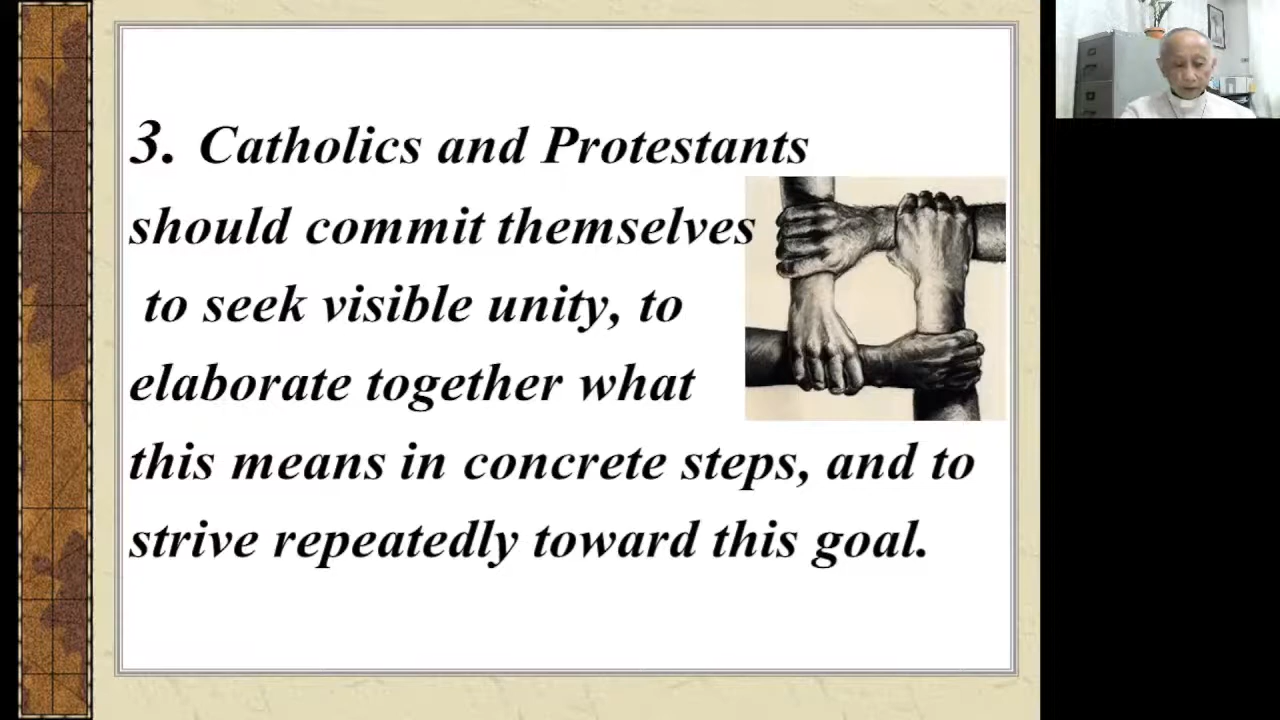 3. Catholics and Protestants
should commit themselves
to seek visible unity, to
elaborate together what
this means in concrete steps, and to
strive repeatedly toward this goal.